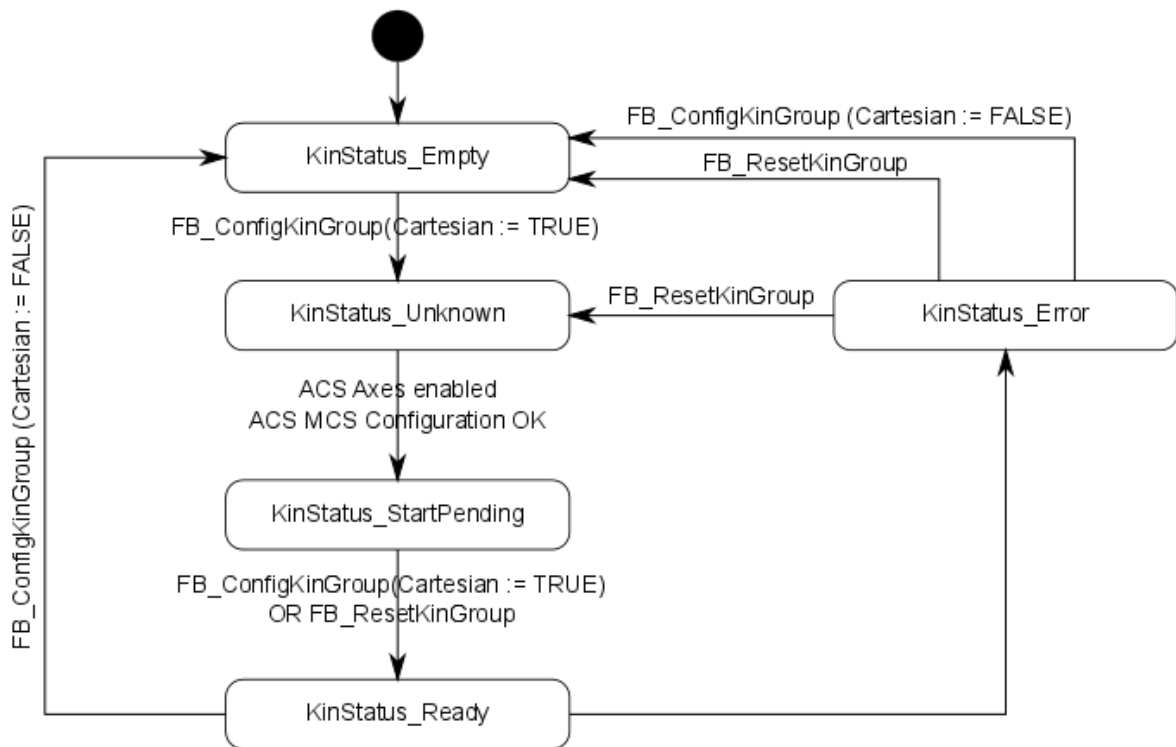 FB_ConfigKinGroup (Cartesian := FALSE)
KinStatus_Empty
FB_ResetKinGroup
FB_ConfigKinGroup(Cartesian := TRUE)
FB_ResetKinGroup
KinStatus_Unknown
KinStatus_Error
ACS Axes enabled
ACS MCS Configuration OK
FB_ConfigKinGroup (Cartesian := FALSE)
KinStatus_StartPending
FB_ConfigKinGroup(Cartesian := TRUE)
OR FB_ResetKinGroup
KinStatus_Ready